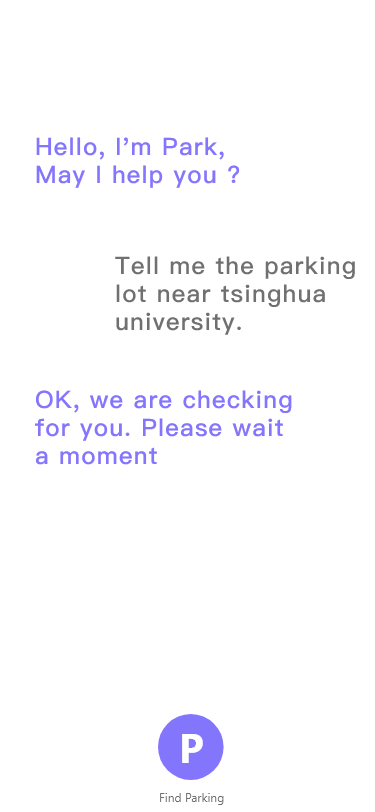 Hello, I’m Park,
May I help you ?
Tell me the parking
lot near tsinghua
university.
OK, we are checking
for you. Please wait
a moment
P
Find Parking